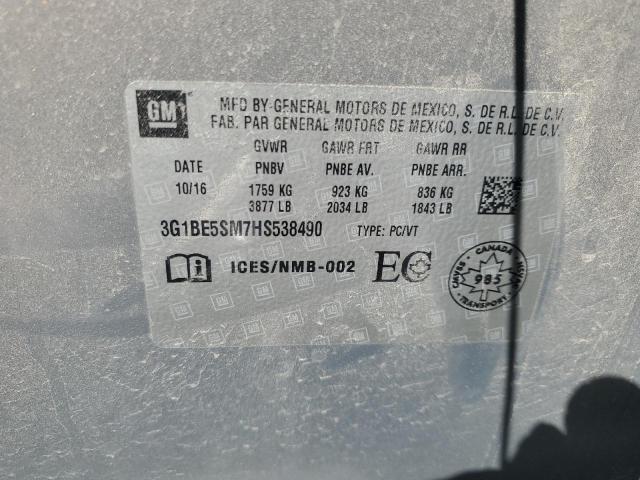 GM MFD BY GENERAL MOTORS DE MEXICO, S. DE R.L. DE C.V.
FAB. PAR GENERAL MOTORS DE MEXICO, S. DE R.L. DE C.V.
GVWR GAWR FRT GAWR RR
DATE PNBV PNBE AV. PNBE ARR.
10/16 1759 KG 923 KG 836 KG
3877 LB 2034 LB 1843 LB
3G1BE5SM7HS538490 TYPE: PC/VT
ICES/NMB-002 EC
CANADA
985
TRANSPORT